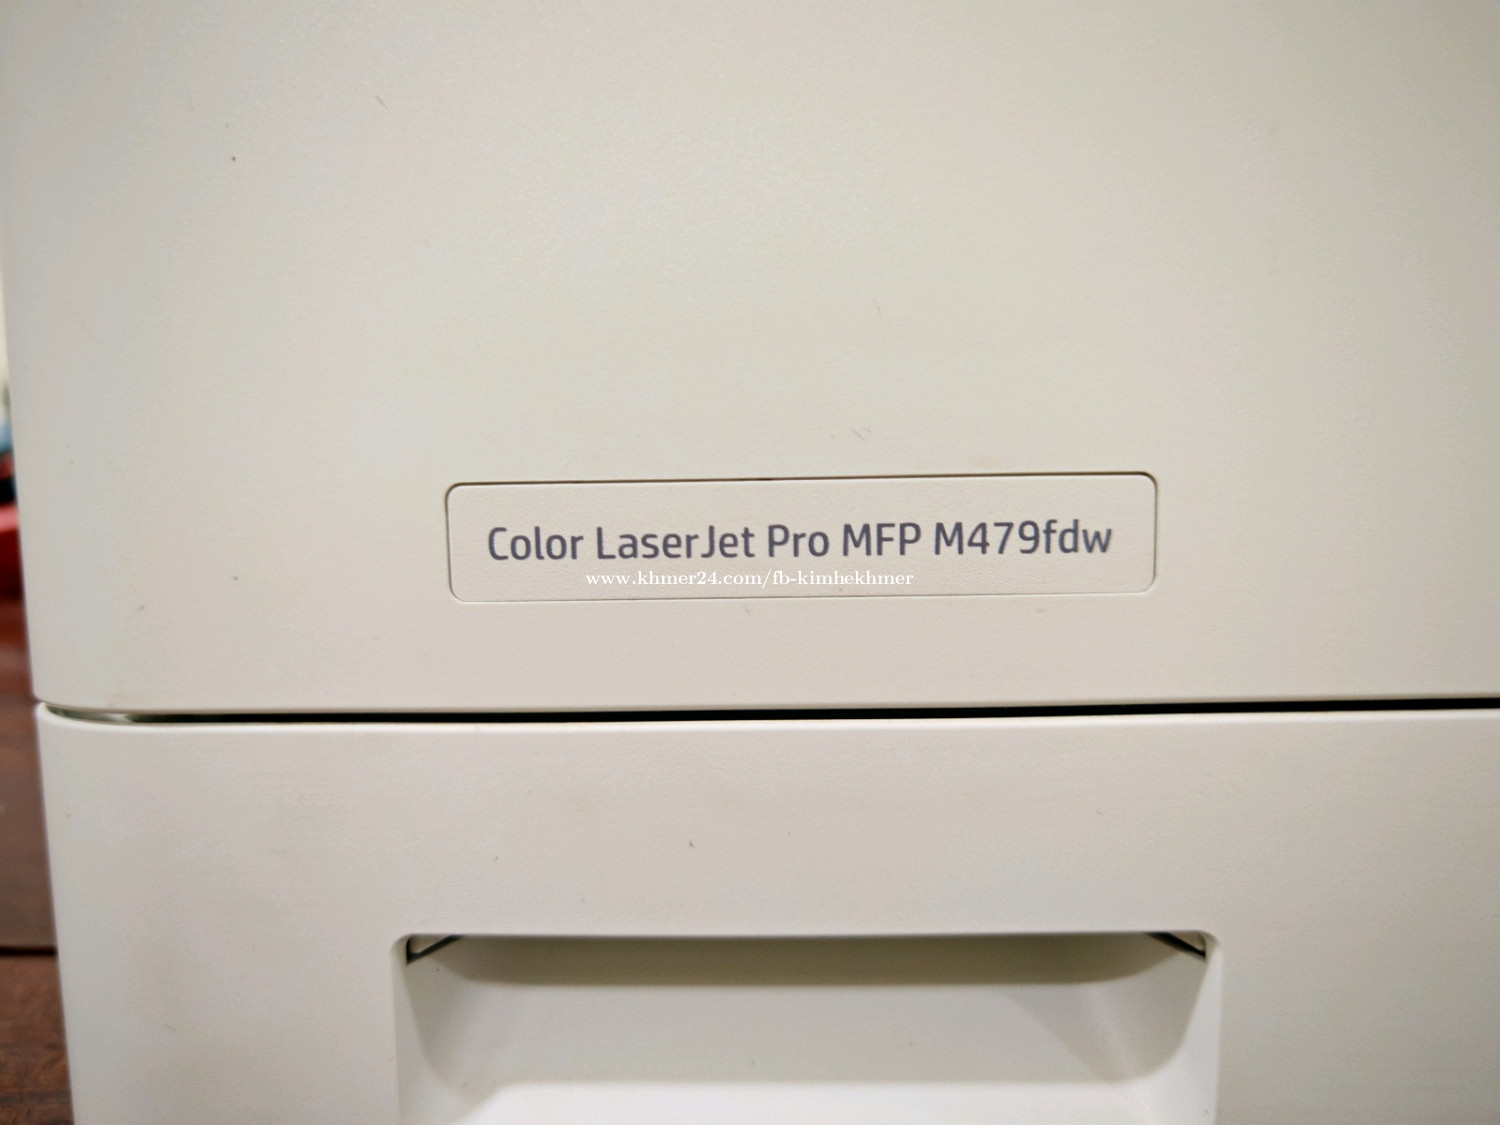 Color LaserJet Pro MFP M479fdw
www.khmer24.com/fb-kimhekhmer